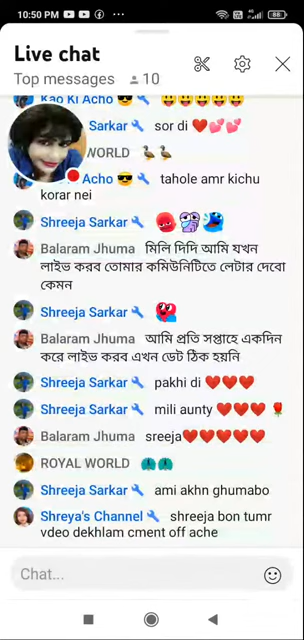 10:50 PM
88
Live chat
Top messages 10
Kao Ki Acho 😎 😃😃😃😃😃
Sarkar sor di ❤️💕💕
WORLD 🦆🦆
Acho 😎 tahole amr kichu
korar nei
Shreeja Sarkar
Balaram Jhuma মিলি দিদি আমি যখন
লাইভ করব তোমার কমিউনিটিতে লেটার দেবো
কেমন
Shreeja Sarkar
Balaram Jhuma আমি প্রতি সপ্তাহে একদিন
করে লাইভ করব এখন ডেট ঠিক হয়নি
Shreeja Sarkar pakhi di ❤️❤️❤️
Shreeja Sarkar mili aunty ❤️❤️❤️🌹
Balaram Jhuma sreeja❤️❤️❤️❤️❤️❤️
ROYAL WORLD
Shreeja Sarkar ami akhn ghumabo
Shreya's Channel shreeja bon tumr
vdeo dekhlam cment off ache
Chat...